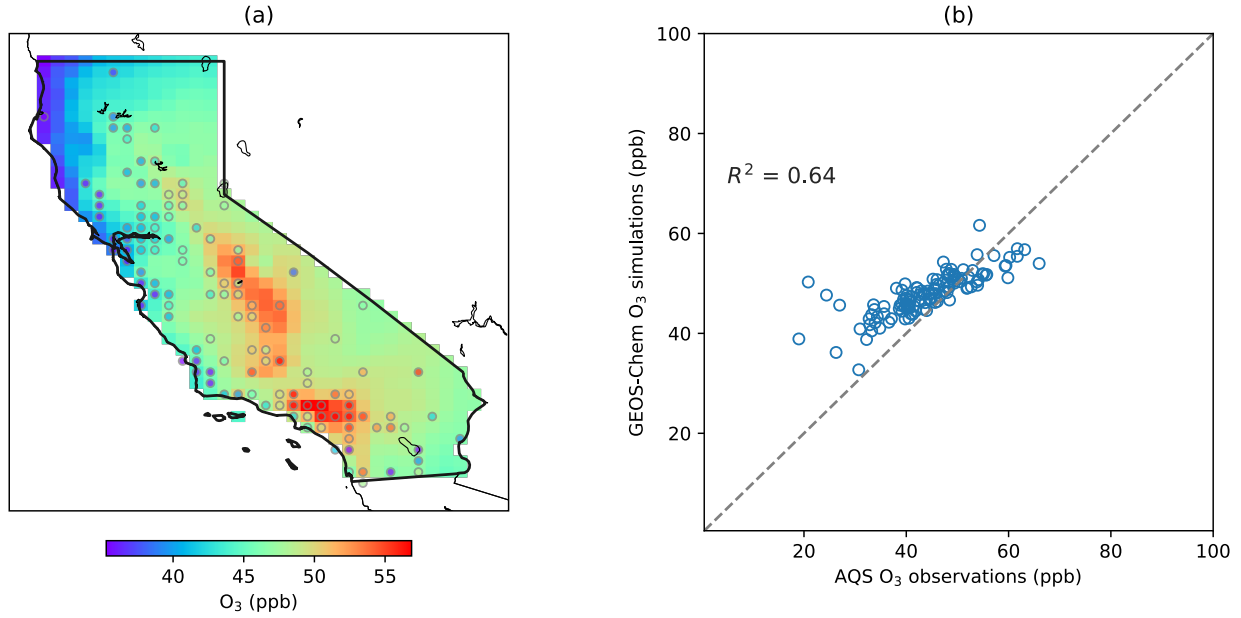 (a)
40 45 50 55
O₃ (ppb)
(b)
100
80
60
40
20
GEOS-Chem O₃ simulations (ppb)
R² = 0.64
20 40 60 80 100
AQS O₃ observations (ppb)